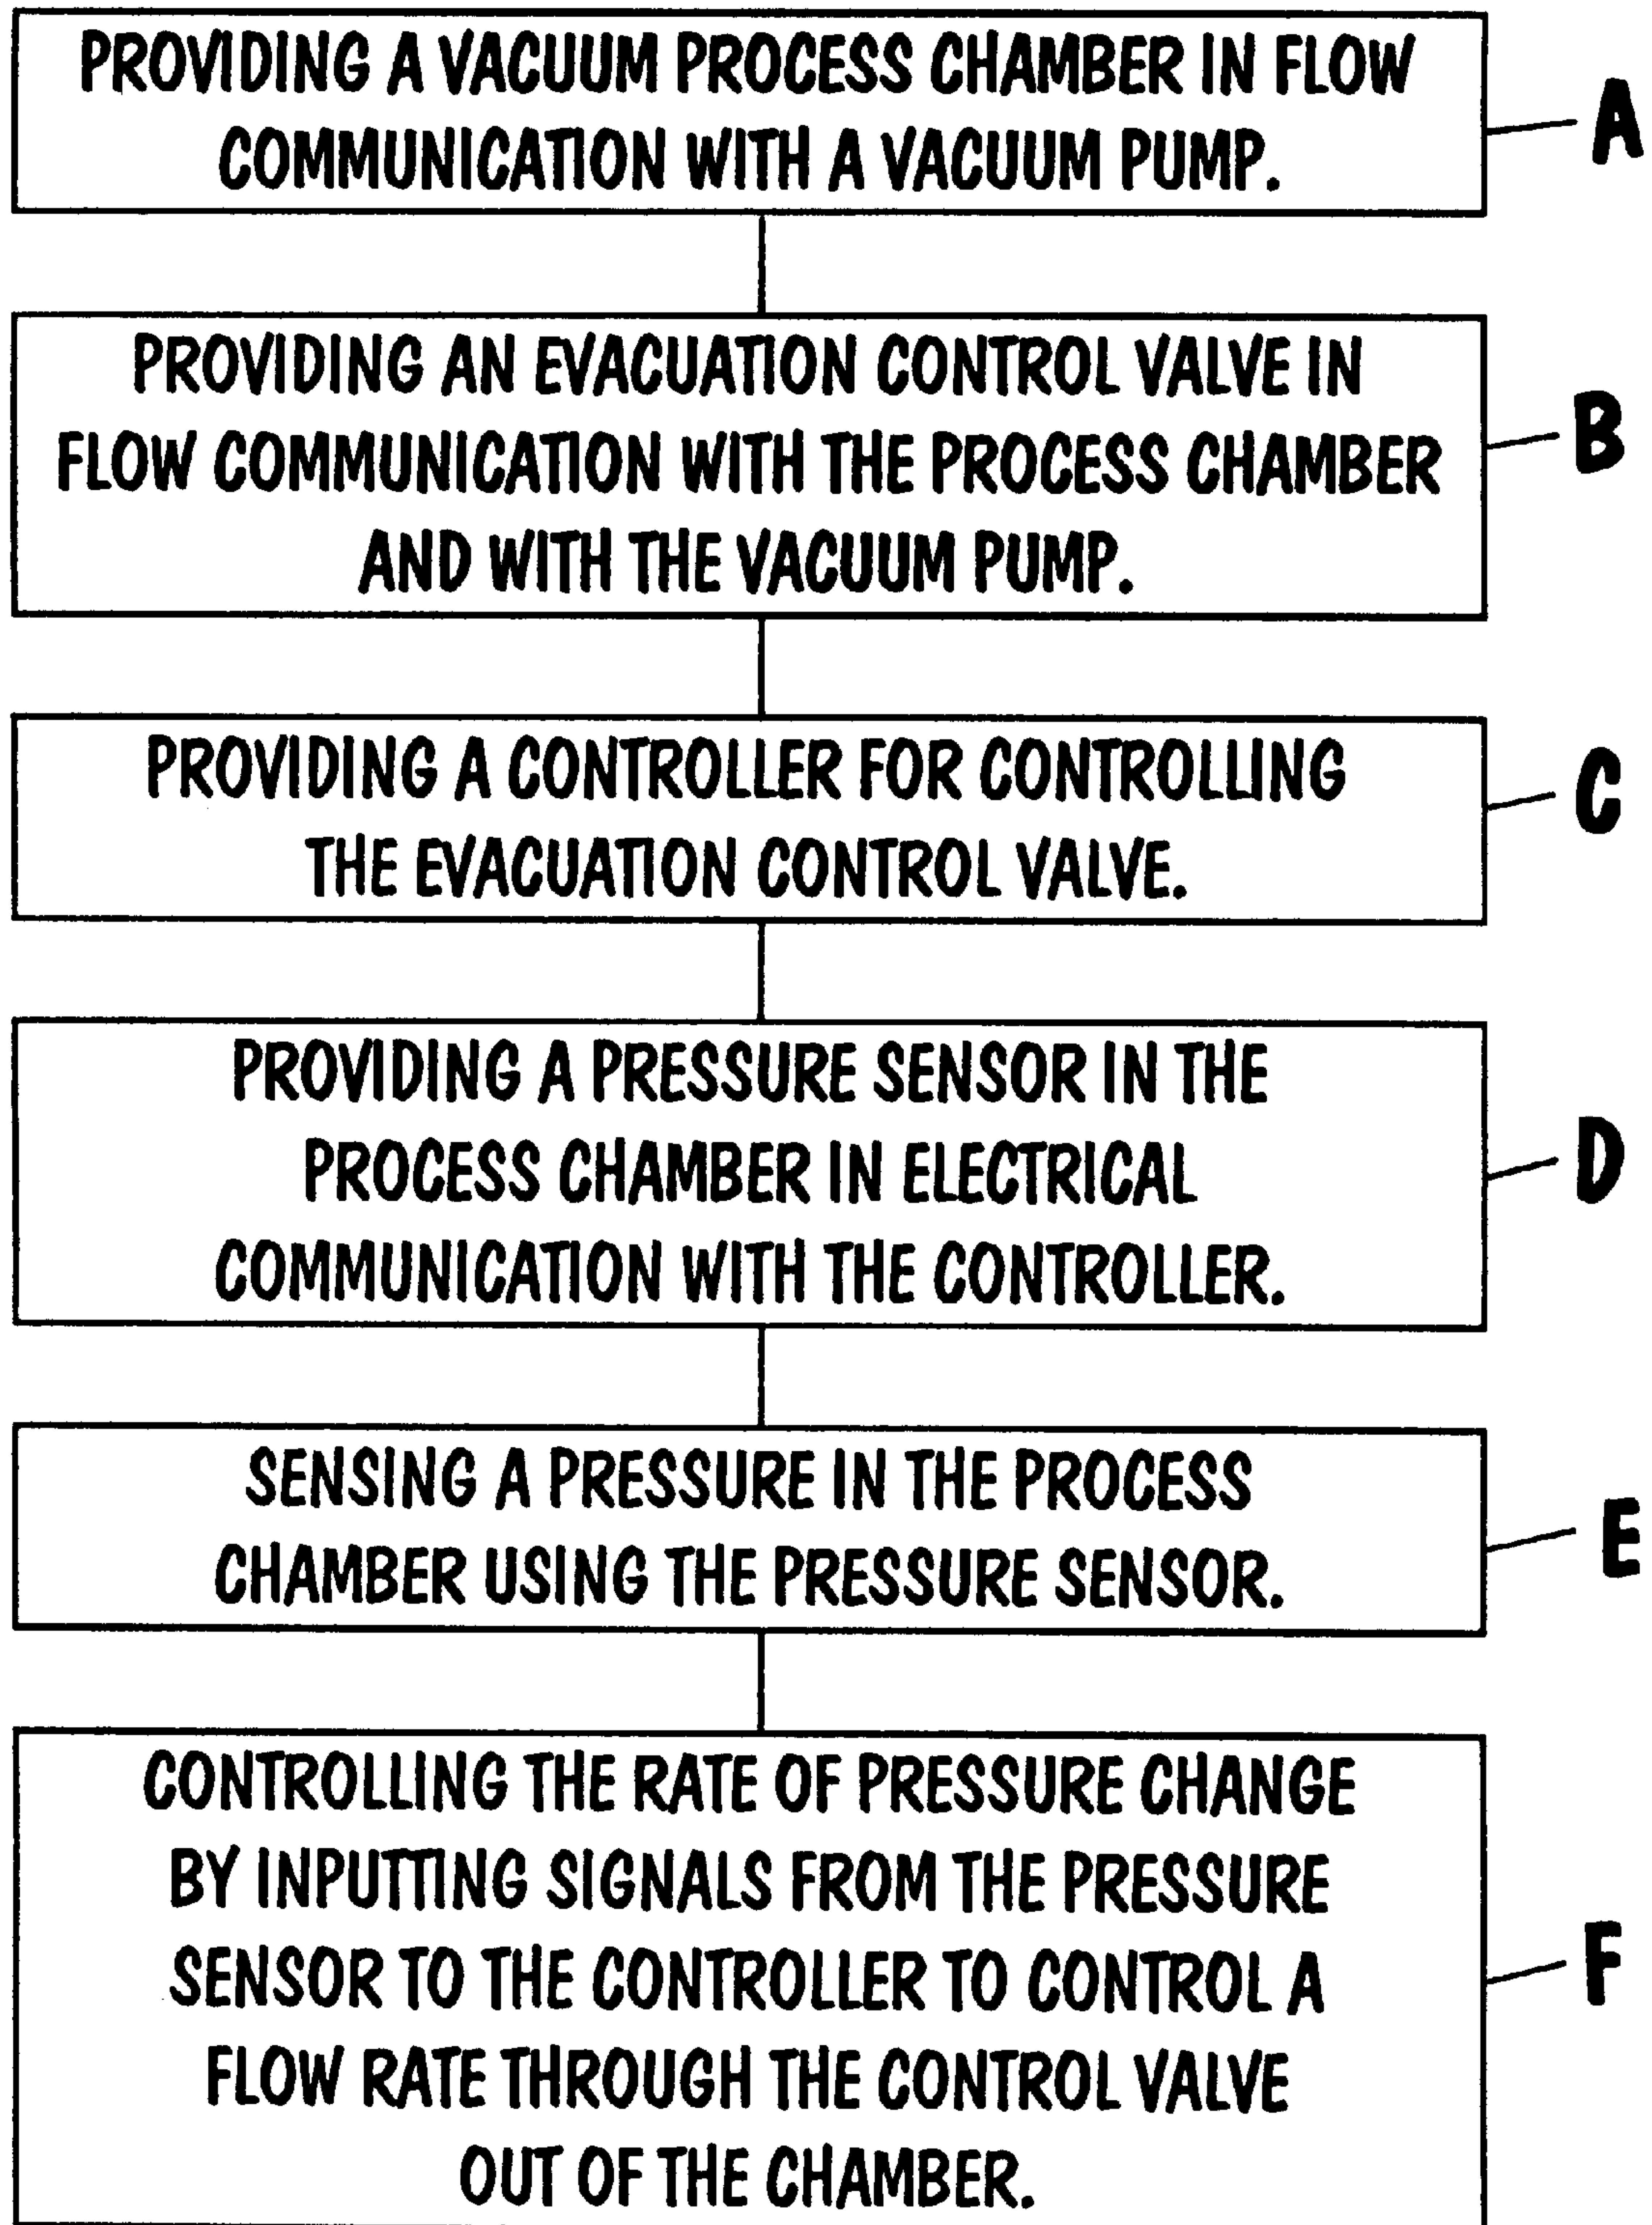 PROVIDING A VACUUM PROCESS CHAMBER IN FLOW
COMMUNICATION WITH A VACUUM PUMP.
A
PROVIDING AN EVACUATION CONTROL VALVE IN
FLOW COMMUNICATION WITH THE PROCESS CHAMBER
AND WITH THE VACUUM PUMP.
B
PROVIDING A CONTROLLER FOR CONTROLLING
THE EVACUATION CONTROL VALVE.
C
PROVIDING A PRESSURE SENSOR IN THE
PROCESS CHAMBER IN ELECTRICAL
COMMUNICATION WITH THE CONTROLLER.
D
SENSING A PRESSURE IN THE PROCESS
CHAMBER USING THE PRESSURE SENSOR.
E
CONTROLLING THE RATE OF PRESSURE CHANGE
BY INPUTTING SIGNALS FROM THE PRESSURE
SENSOR TO THE CONTROLLER TO CONTROL A
FLOW RATE THROUGH THE CONTROL VALVE
OUT OF THE CHAMBER.
F